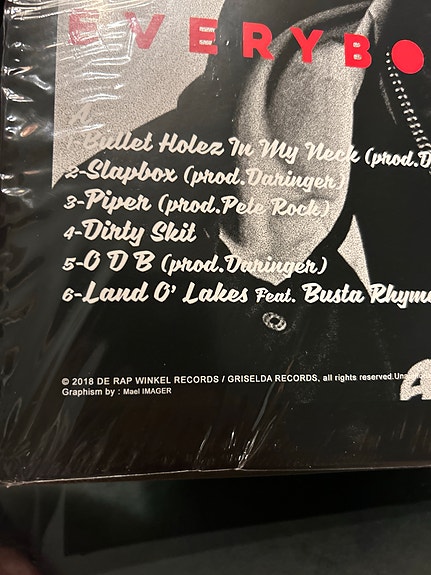 EVERYBO
A
1-Bullet Holez In My Neck (prod.D
2-Slapbox (prod.Daringer)
3-Piper (prod.Pete Rock)
4-Dirty Skit
5-O D B (prod.Daringer)
6-Land O' Lakes Feat. Busta Rhyme
© 2018 DE RAP WINKEL RECORDS / GRISELDA RECORDS, all rights reserved.Una
Graphism by : Mael IMAGER